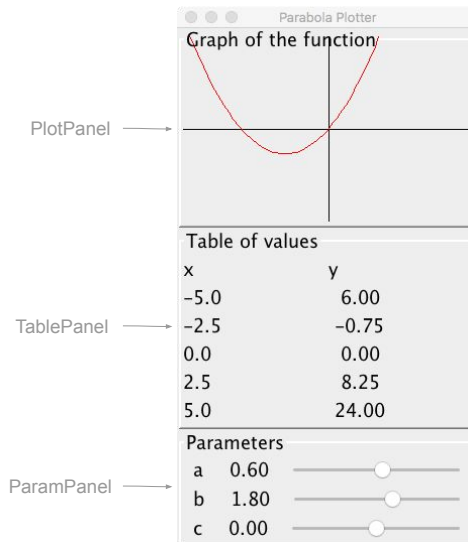 Parabola Plotter
Graph of the function
PlotPanel
Table of values
x y
-5.0 6.00
TablePanel
-2.5 -0.75
0.0 0.00
2.5 8.25
5.0 24.00
Parameters
a 0.60
ParamPanel
b 1.80
c 0.00